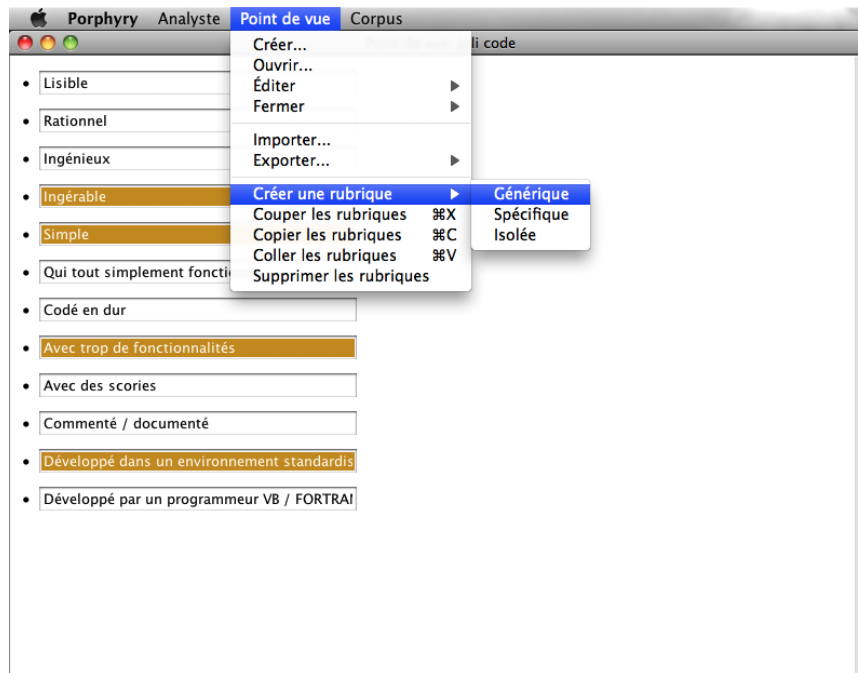 Porphyry Analyste Point de vue Corpus
li code
Créer...
Ouvrir...
Éditer
Fermer
Importer...
Exporter...
Créer une rubrique
Couper les rubriques ⌘X
Copier les rubriques ⌘C
Coller les rubriques ⌘V
Supprimer les rubriques
Générique
Spécifique
Isolée
Lisible
Rationnel
Ingénieux
Ingérable
Simple
Qui tout simplement foncti
Codé en dur
Avec trop de fonctionnalités
Avec des scories
Commenté / documenté
Développé dans un environnement standardis
Développé par un programmeur VB / FORTRAN